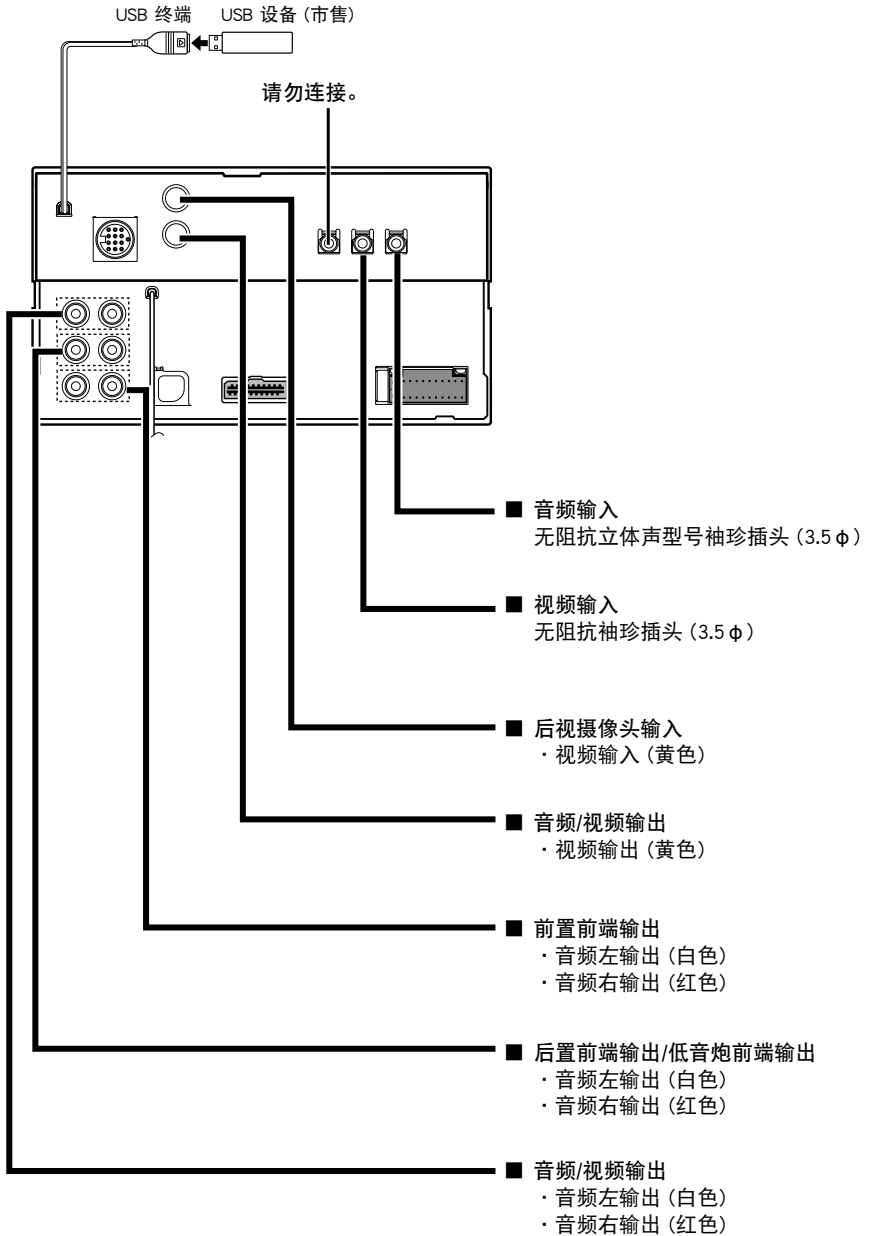 USB 终端 USB 设备 (市售)
请勿连接。
■ 音频输入
无阻抗立体声型号袖珍插头 (3.5 φ)
■ 视频输入
无阻抗袖珍插头 (3.5 φ)
■ 后视摄像头输入
・视频输入 (黄色)
■ 音频/视频输出
・视频输出 (黄色)
■ 前置前端输出
・音频左输出 (白色)
・音频右输出 (红色)
■ 后置前端输出/低音炮前端输出
・音频左输出 (白色)
・音频右输出 (红色)
■ 音频/视频输出
・音频左输出 (白色)
・音频右输出 (红色)